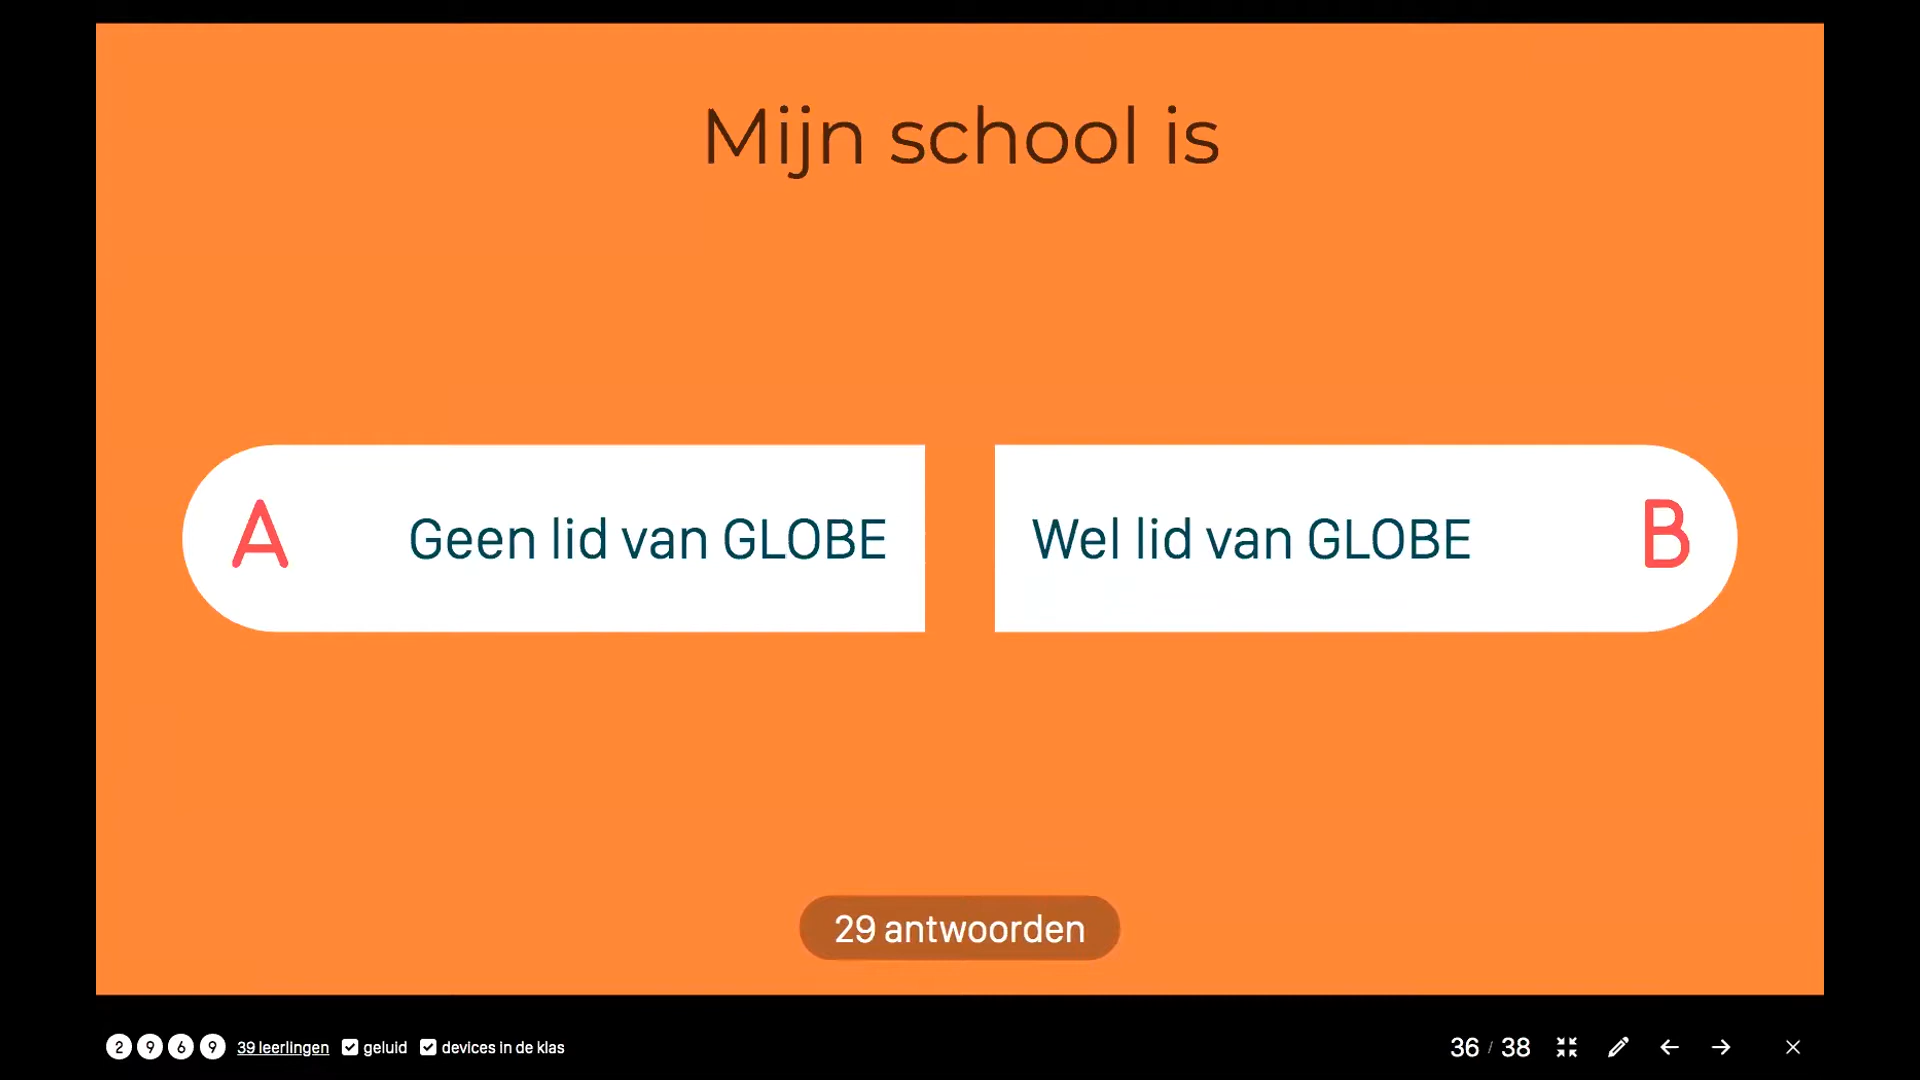 Mijn school is
A Geen lid van GLOBE
Wel lid van GLOBE B
29 antwoorden
2 9 6 9 39 leerlingen geluid devices in de klas 36 / 38